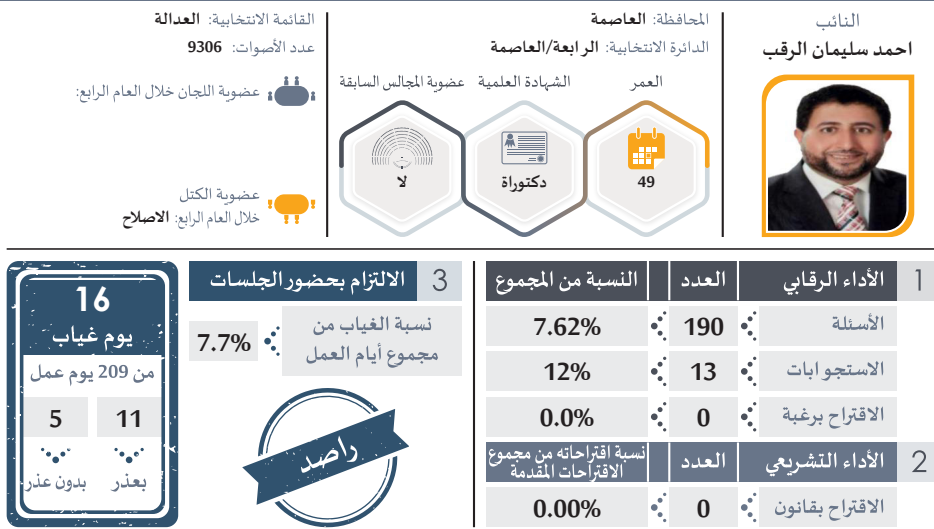 النائب
احمد سليمان الرقب
المحافظة: العاصمة
الدائرة الانتخابية: الرابعة/العاصمة
العمر
الشهادة العلمية
عضوية المجالس السابقة
49
دكتوراة
لا
القائمة الانتخابية: العدالة
عدد الأصوات: 9306
عضوية اللجان خلال العام الرابع:
عضوية الكتل
خلال العام الرابع: الاصلاح
1 الأداء الرقابي العدد النسبة من المجموع
الأسئلة 190 7.62%
الاستجوابات 13 12%
الاقتراح برغبة 0 0.0%
2 الأداء التشريعي العدد نسبة اقتراحاته من مجموع
الاقتراحات المقدمة
الاقتراح بقانون 0 0.00%
3 الالتزام بحضور الجلسات
نسبة الغياب من
مجموع أيام العمل
7.7%
راصد
16
يوم غياب
من 209 يوم عمل
11 5
بعذر بدون عذر